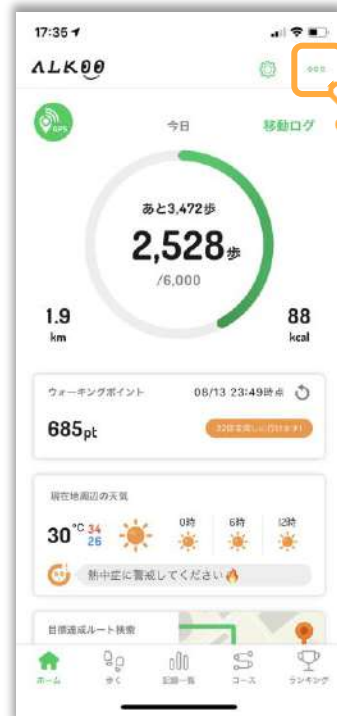 17:35
ALKOO
GPS
今日
移動ログ
あと3,472歩
2,528歩
/6,000
1.9
km
88
kcal
ウォーキングポイント
08/13 23:49時点
685pt
現在地周辺の天気
30°C
34
26
0時
6時
12時
熱中症に警戒してください
目標達成ルート検索
ホーム
歩く
記録一覧
コース
ランキング